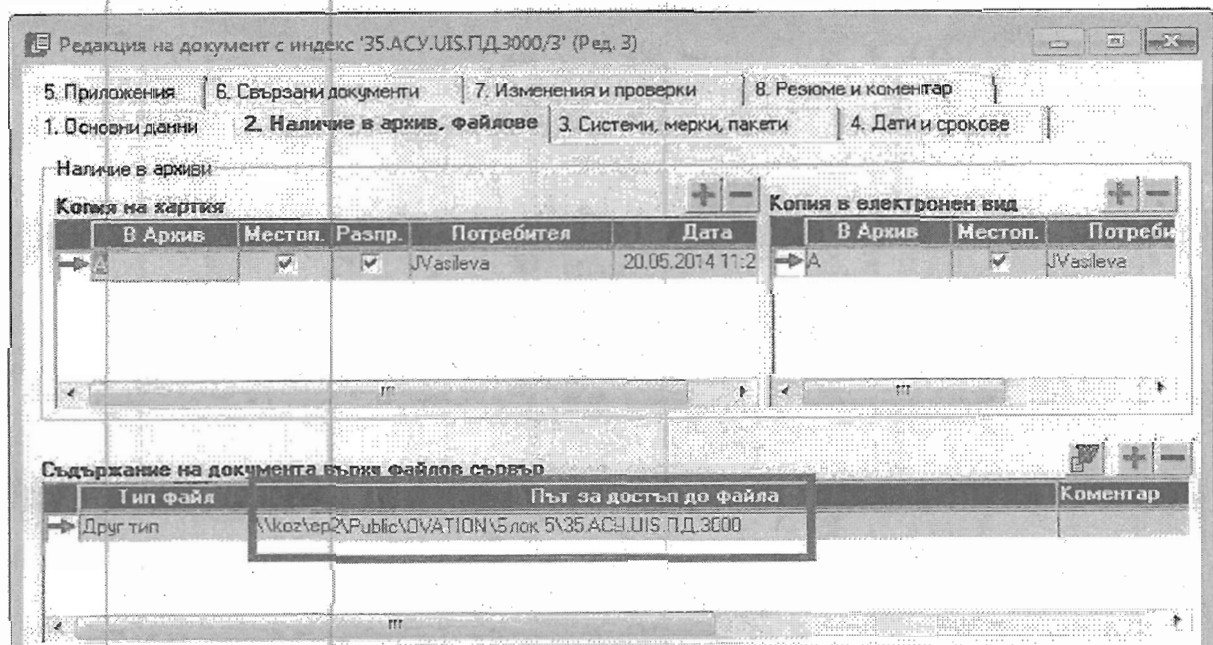 Редакция на документ с индекс '35.АСУ.UIS.ПД.3000/3' (Ред. 3)
5. Приложения 6. Свързани документи 7. Изменения и проверки 8. Резюме и коментар
1. Основни данни 2. Наличие в архив, файлове 3. Системи, мерки, пакети 4. Дати и срокове
Наличие в архиви
Копия на хартия
Копия в електронен вид
В Архив Местоп. Разпр. Потребител Дата
В Архив Местоп. Потреби
А JVasileva 20.05.2014 11:2
А JVasileva
Съдържание на документа върху файлов сървър
Тип файл Път за достъп до файла Коментар
Друг тип \\koz\ep2\Public\OVATION\Блок 5\35.АСУ.UIS.ПД.3000